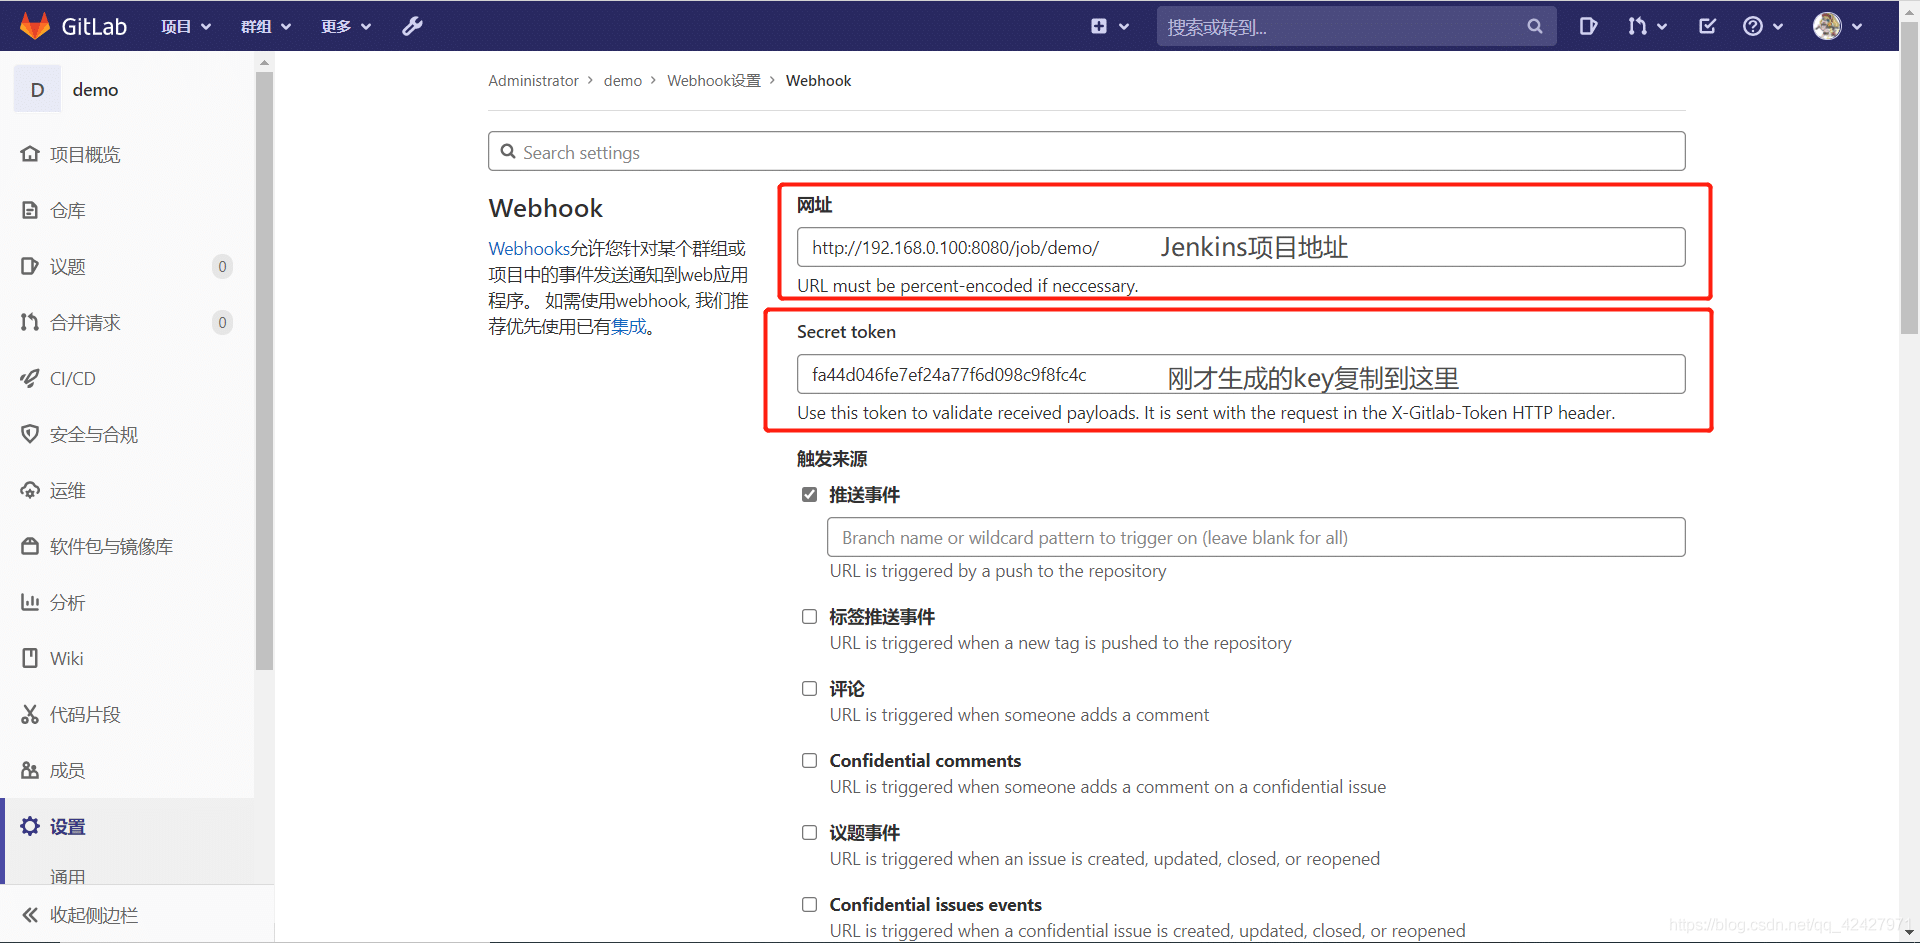 GitLab 项目 群组 更多 搜索或转到...
D demo
项目概览
仓库
议题 0
合并请求 0
CI/CD
安全与合规
运维
软件包与镜像库
分析
Wiki
代码片段
成员
设置
通用
收起侧边栏
Administrator > demo > Webhook设置 > Webhook
Search settings
Webhook
Webhooks允许您针对某个群组或
项目中的事件发送通知到web应用
程序。 如需使用webhook, 我们推
荐优先使用已有集成。
网址
http://192.168.0.100:8080/job/demo/ Jenkins项目地址
URL must be percent-encoded if neccessary.
Secret token
fa44d046fe7ef24a77f6d098c9f8fc4c 刚才生成的key复制到这里
Use this token to validate received payloads. It is sent with the request in the X-Gitlab-Token HTTP header.
触发来源
推送事件
Branch name or wildcard pattern to trigger on (leave blank for all)
URL is triggered by a push to the repository
标签推送事件
URL is triggered when a new tag is pushed to the repository
评论
URL is triggered when someone adds a comment
Confidential comments
URL is triggered when someone adds a comment on a confidential issue
议题事件
URL is triggered when an issue is created, updated, closed, or reopened
Confidential issues events
URL is triggered when a confidential issue is created, updated, closed, or reopened
https://blog.csdn.net/qq_42427971